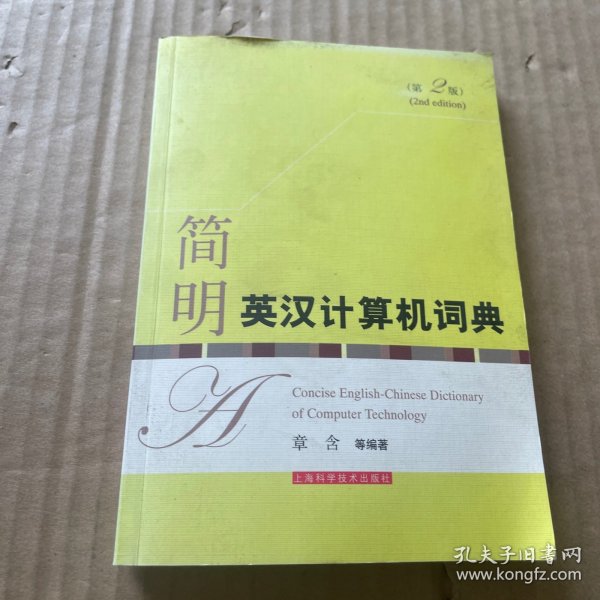 (第2版)
(2nd edition)
简
明
英汉计算机词典
A
Concise English-Chinese Dictionary
of Computer Technology
章含 等编著
上海科学技术出版社
孔夫子旧书网
www.kongfz.com